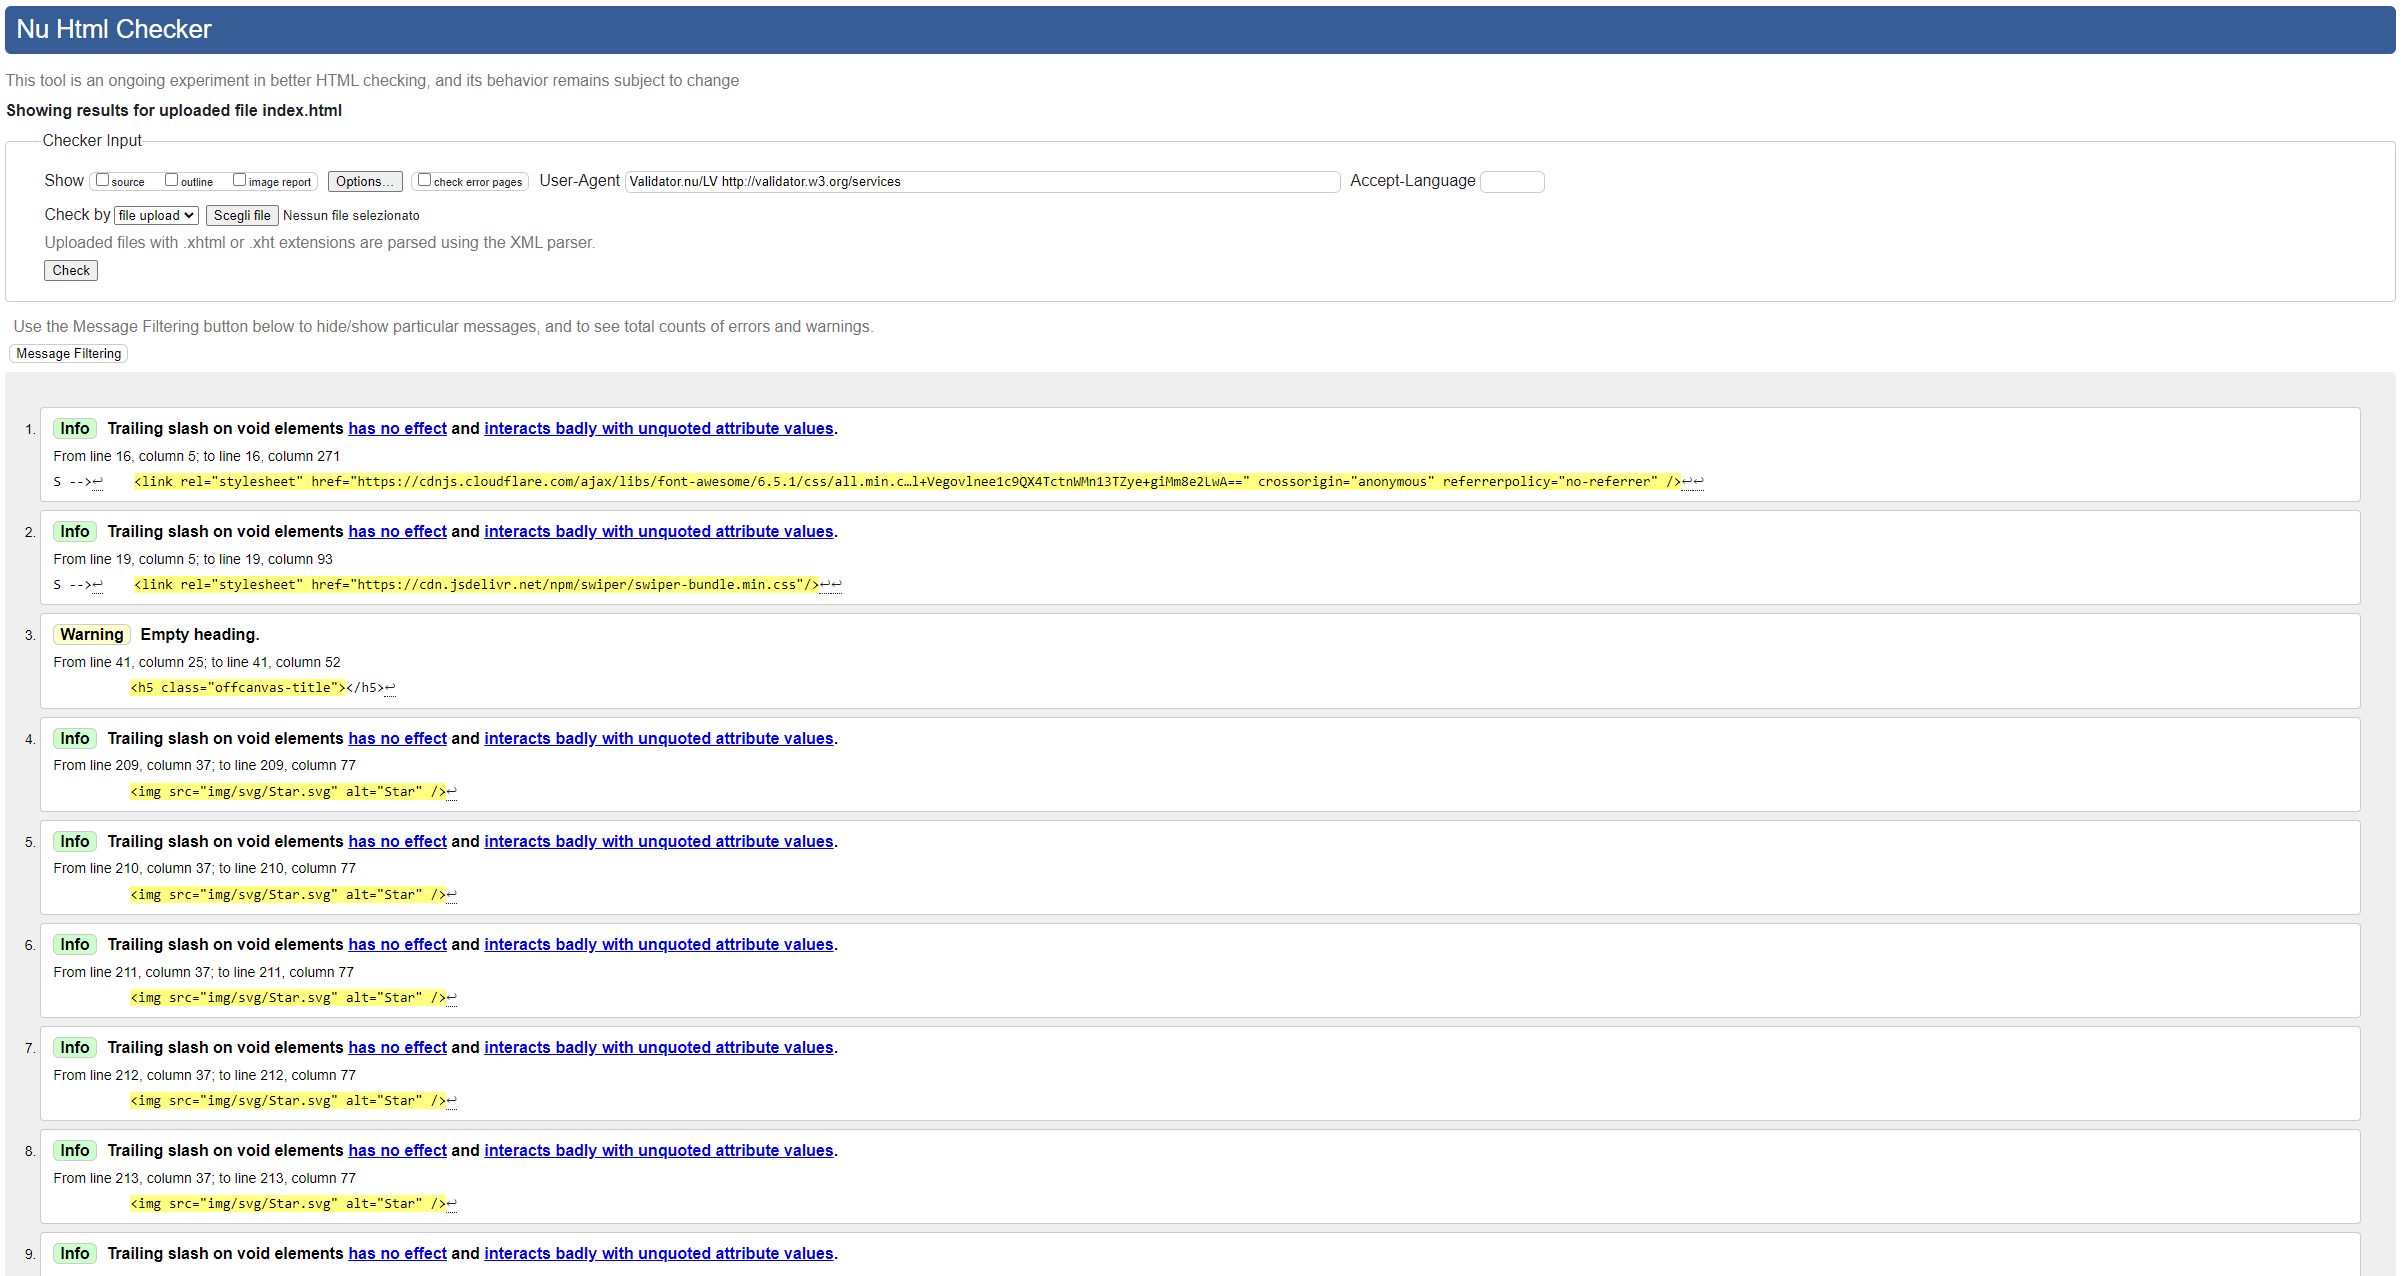 Nu Html Checker
This tool is an ongoing experiment in better HTML checking, and its behavior remains subject to change
Showing results for uploaded file index.html
Checker Input
Show source outline image report Options... check error pages User-Agent Validator.nu/LV http://validator.w3.org/services Accept-Language
Check by file upload Scegli file Nessun file selezionato
Uploaded files with .xhtml or .xht extensions are parsed using the XML parser.
Check
Use the Message Filtering button below to hide/show particular messages, and to see total counts of errors and warnings.
Message Filtering
1. Info Trailing slash on void elements has no effect and interacts badly with unquoted attribute values.
From line 16, column 5; to line 16, column 271
S -->↩ <link rel="stylesheet" href="https://cdnjs.cloudflare.com/ajax/libs/font-awesome/6.5.1/css/all.min.c…l+Vegovlnee1c9QX4TctnWMn13TZye+giMm8e2LwA==" crossorigin="anonymous" referrerpolicy="no-referrer" />↩↩
2. Info Trailing slash on void elements has no effect and interacts badly with unquoted attribute values.
From line 19, column 5; to line 19, column 93
S -->↩ <link rel="stylesheet" href="https://cdn.jsdelivr.net/npm/swiper/swiper-bundle.min.css"/>↩↩
3. Warning Empty heading.
From line 41, column 25; to line 41, column 52
<h5 class="offcanvas-title"></h5>↩
4. Info Trailing slash on void elements has no effect and interacts badly with unquoted attribute values.
From line 209, column 37; to line 209, column 77
<img src="img/svg/Star.svg" alt="Star" />↩
5. Info Trailing slash on void elements has no effect and interacts badly with unquoted attribute values.
From line 210, column 37; to line 210, column 77
<img src="img/svg/Star.svg" alt="Star" />↩
6. Info Trailing slash on void elements has no effect and interacts badly with unquoted attribute values.
From line 211, column 37; to line 211, column 77
<img src="img/svg/Star.svg" alt="Star" />↩
7. Info Trailing slash on void elements has no effect and interacts badly with unquoted attribute values.
From line 212, column 37; to line 212, column 77
<img src="img/svg/Star.svg" alt="Star" />↩
8. Info Trailing slash on void elements has no effect and interacts badly with unquoted attribute values.
From line 213, column 37; to line 213, column 77
<img src="img/svg/Star.svg" alt="Star" />↩
9. Info Trailing slash on void elements has no effect and interacts badly with unquoted attribute values.